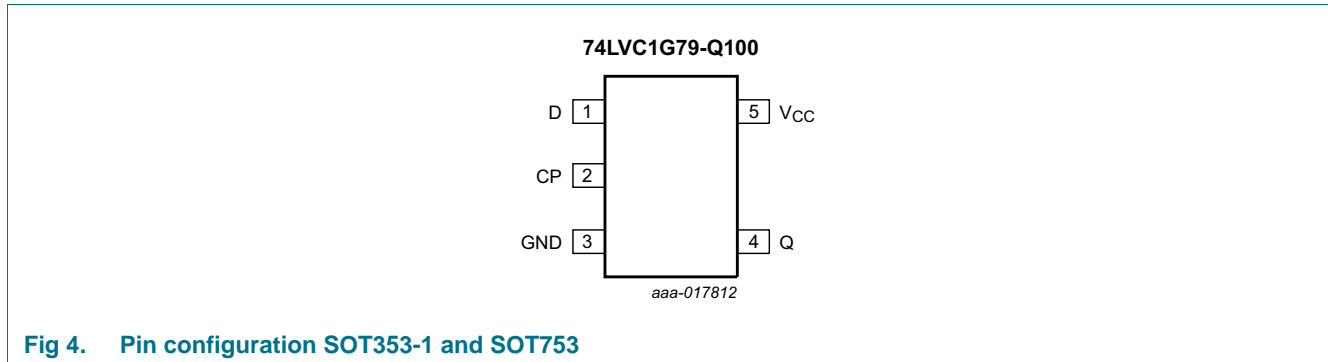 74LVC1G79-Q100
D 1
5 VCC
CP 2
GND 3
4 Q
aaa-017812
Fig 4. Pin configuration SOT353-1 and SOT753